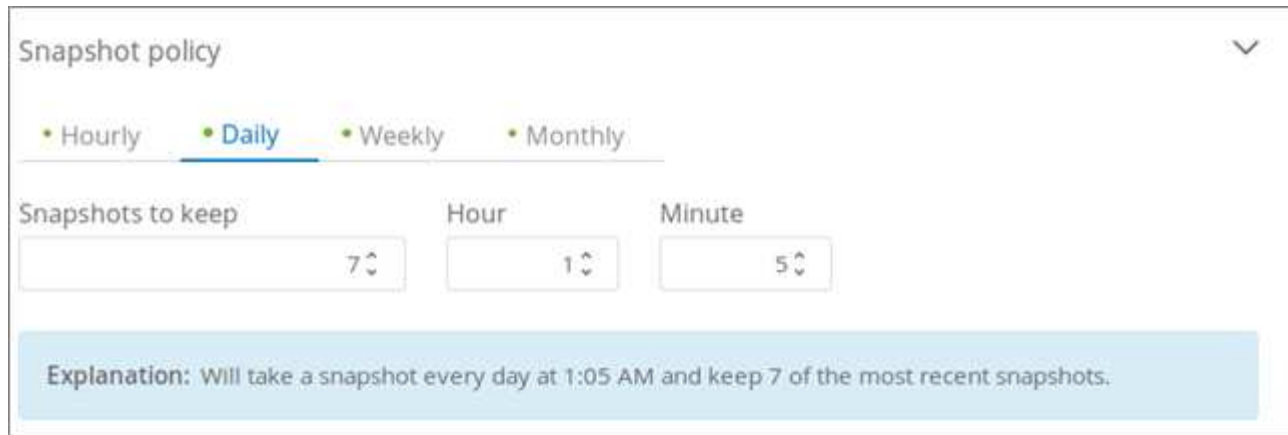 Snapshot policy
• Hourly • Daily • Weekly • Monthly
Snapshots to keep Hour Minute
7 1 5
Explanation: Will take a snapshot every day at 1:05 AM and keep 7 of the most recent snapshots.